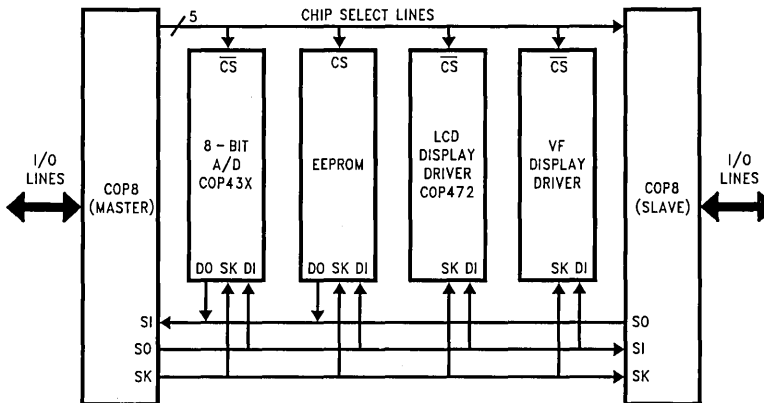 5
CHIP SELECT LINES
CS
CS
CS
CS
8-BIT
A/D
COP43X
EEPROM
LCD
DISPLAY
DRIVER
COP472
VF
DISPLAY
DRIVER
I/O
LINES
COP8
(MASTER)
COP8
(SLAVE)
I/O
LINES
DO SK DI
DO SK DI
SK DI
SK DI
SI
SO
SO
SI
SK
SK